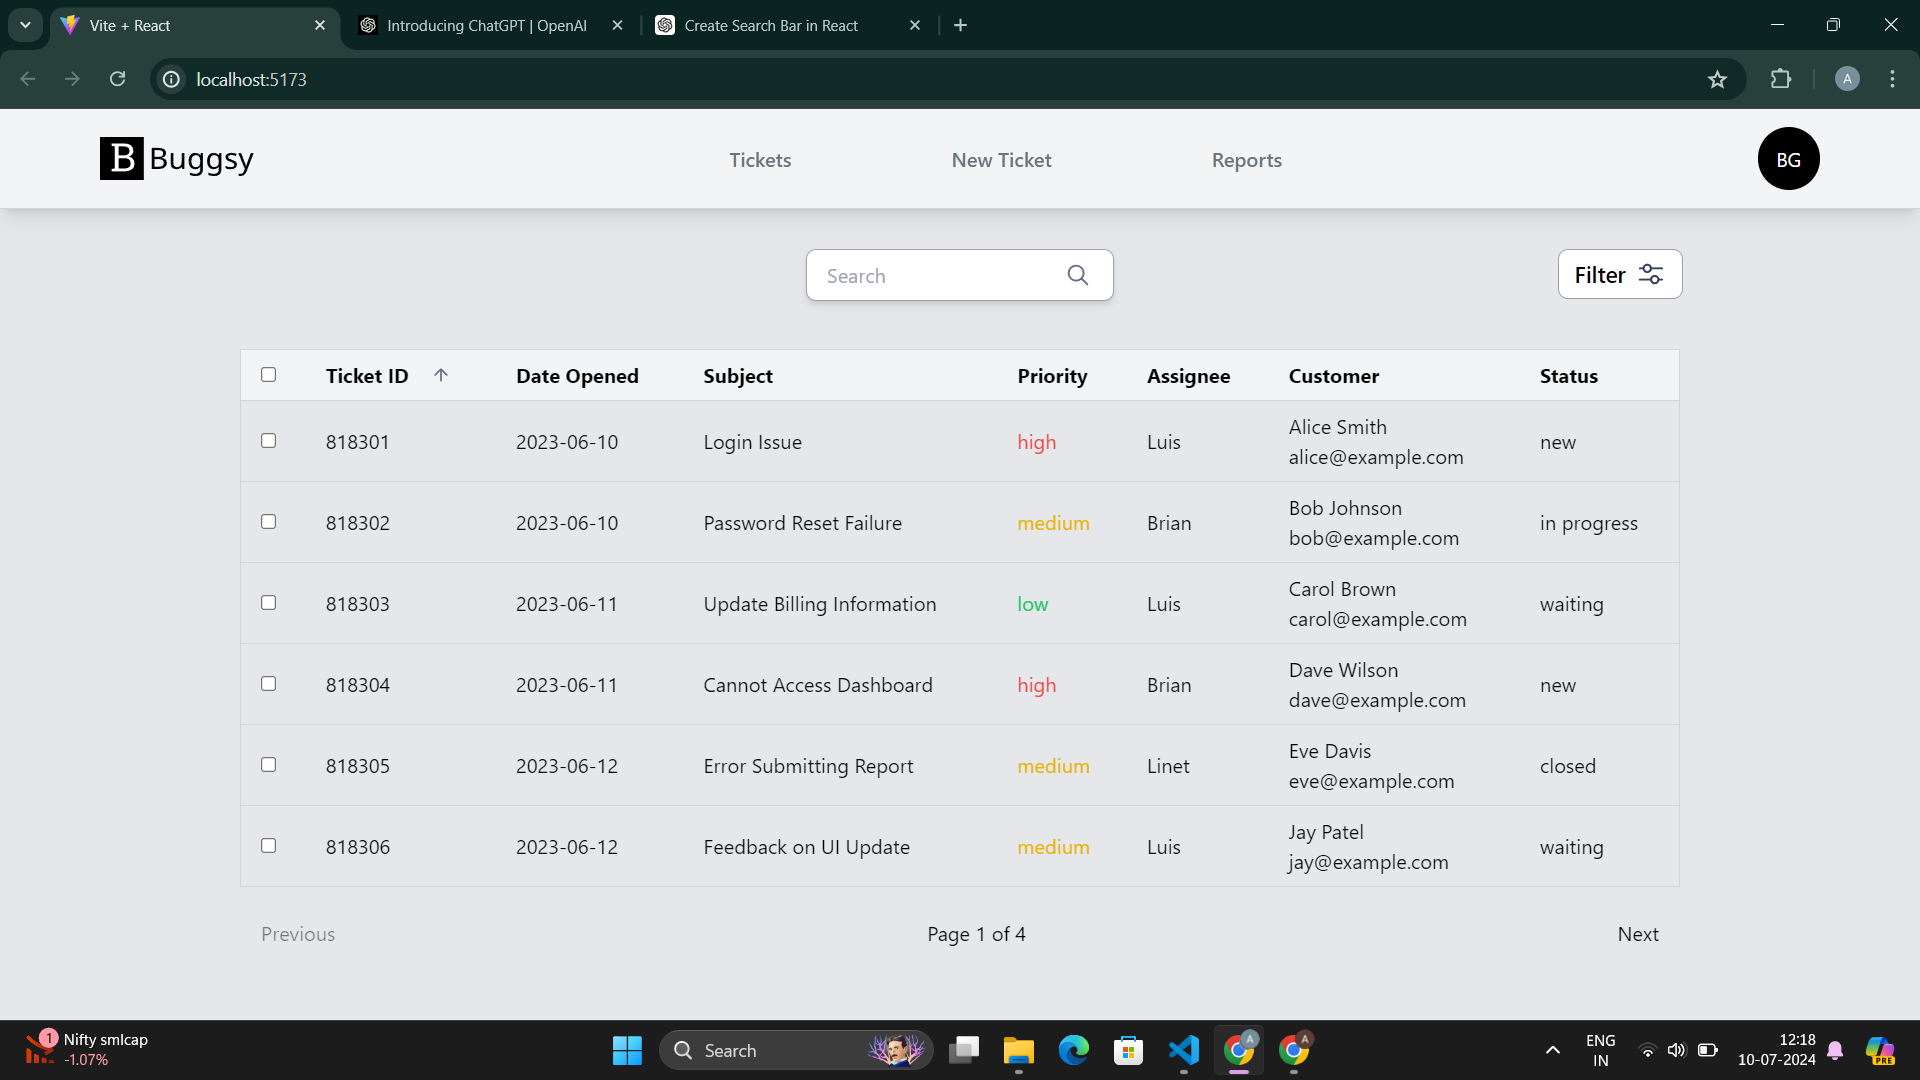 Vite + React
Introducing ChatGPT | OpenAI
Create Search Bar in React
localhost:5173
A
B Buggsy
Tickets
New Ticket
Reports
BG
Search
Filter
Ticket ID Date Opened Subject Priority Assignee Customer Status
818301 2023-06-10 Login Issue high Luis Alice Smith alice@example.com new
818302 2023-06-10 Password Reset Failure medium Brian Bob Johnson bob@example.com in progress
818303 2023-06-11 Update Billing Information low Luis Carol Brown carol@example.com waiting
818304 2023-06-11 Cannot Access Dashboard high Brian Dave Wilson dave@example.com new
818305 2023-06-12 Error Submitting Report medium Linet Eve Davis eve@example.com closed
818306 2023-06-12 Feedback on UI Update medium Luis Jay Patel jay@example.com waiting
Previous
Page 1 of 4
Next
1
Nifty smlcap
-1.07%
Search
A
A
ENG
IN
12:18
10-07-2024
PRE